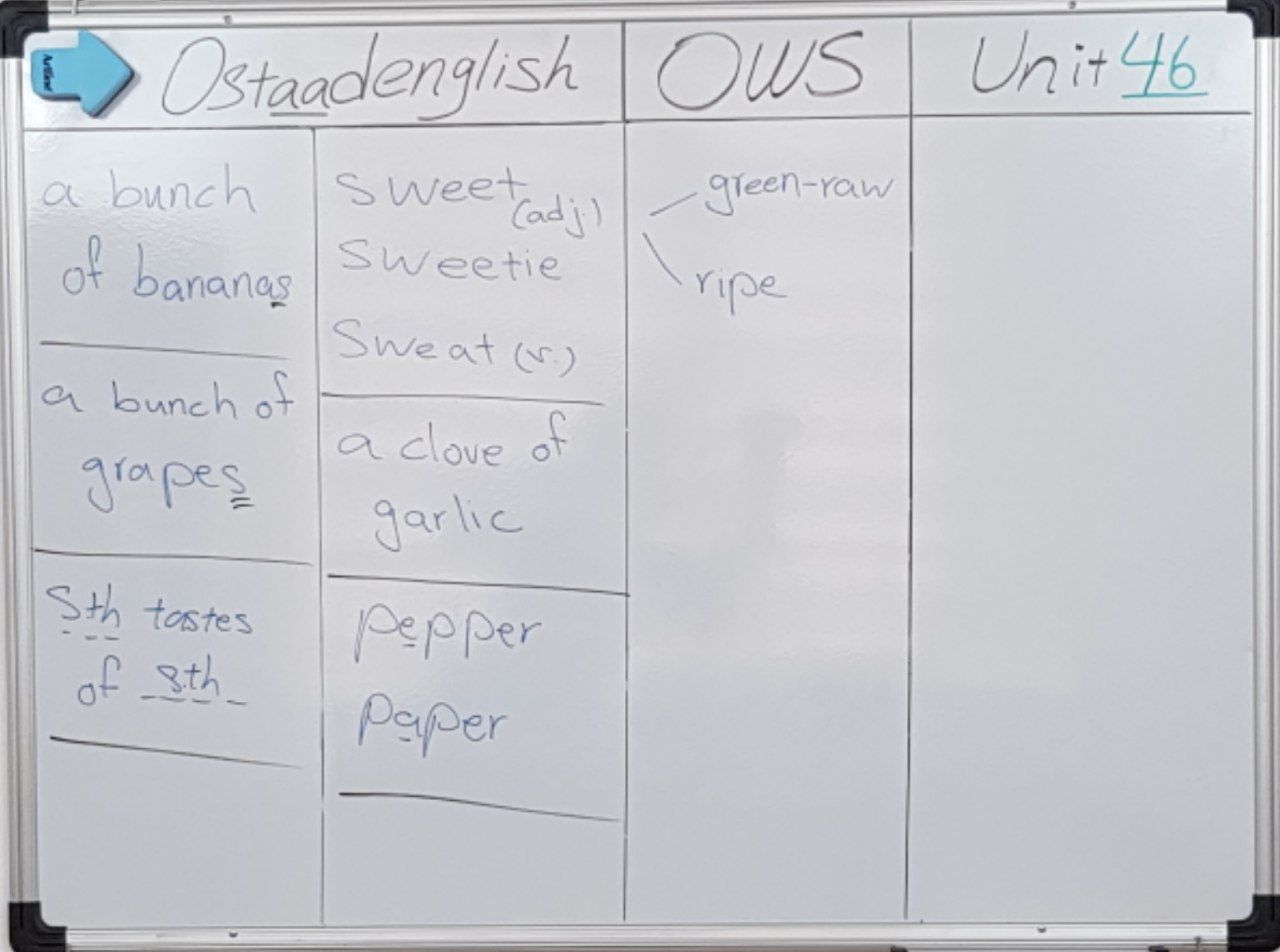 Ostaadenglish
OWS
Unit 46
a bunch
of bananas
a bunch of
grapes
Sth tastes
of sth
sweet (adj.)
sweetie
Sweat (v.)
a clove of
garlic
pepper
paper
green-raw
ripe